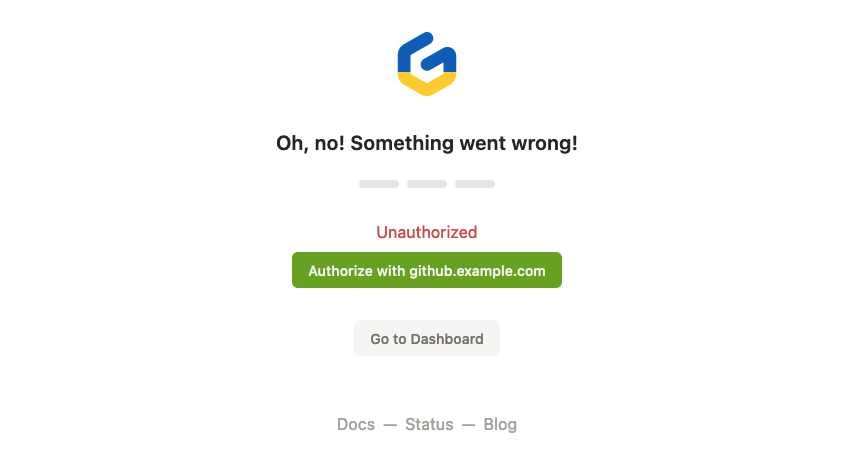 Oh, no! Something went wrong!
Unauthorized
Authorize with github.example.com
Go to Dashboard
Docs — Status — Blog